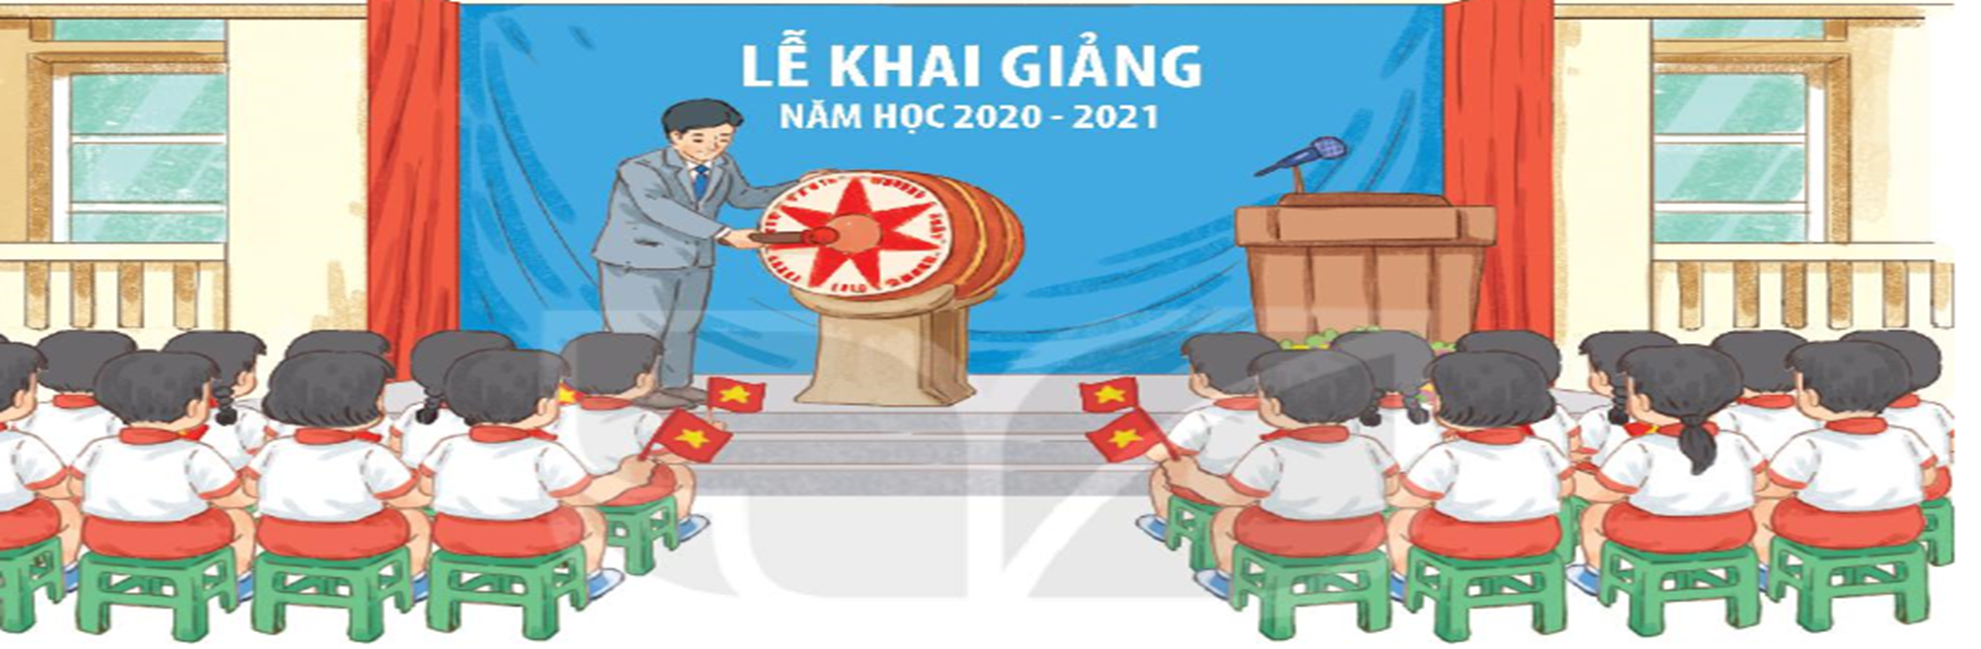 LỄ KHAI GIẢNG
NĂM HỌC 2020 - 2021